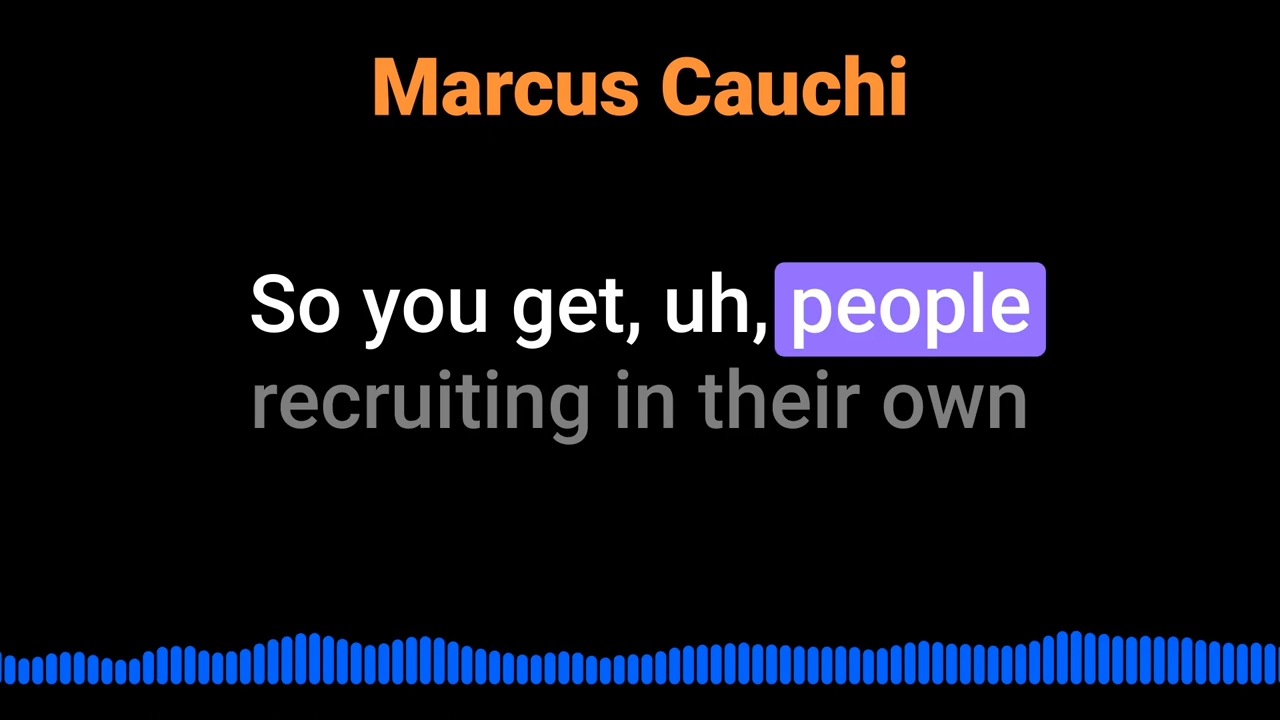 Marcus Cauchi
So you get, uh, people
recruiting in their own